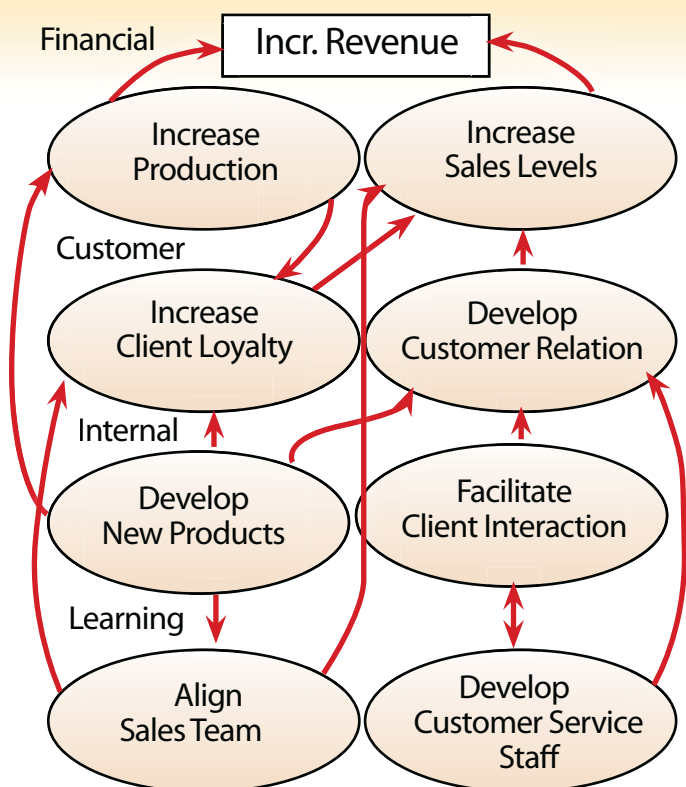 Financial
Incr. Revenue
Increase
Production
Increase
Sales Levels
Customer
Increase
Client Loyalty
Develop
Customer Relation
Internal
Develop
New Products
Facilitate
Client Interaction
Learning
Align
Sales Team
Develop
Customer Service
Staff